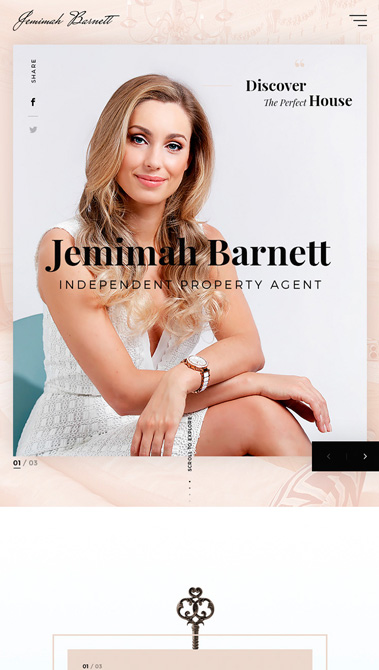 Jemimah Barnett
SHARE
Discover
The Perfect House
Jemimah Barnett
INDEPENDENT PROPERTY AGENT
SCROLL TO EXPLORE
01 / 03
01 / 03